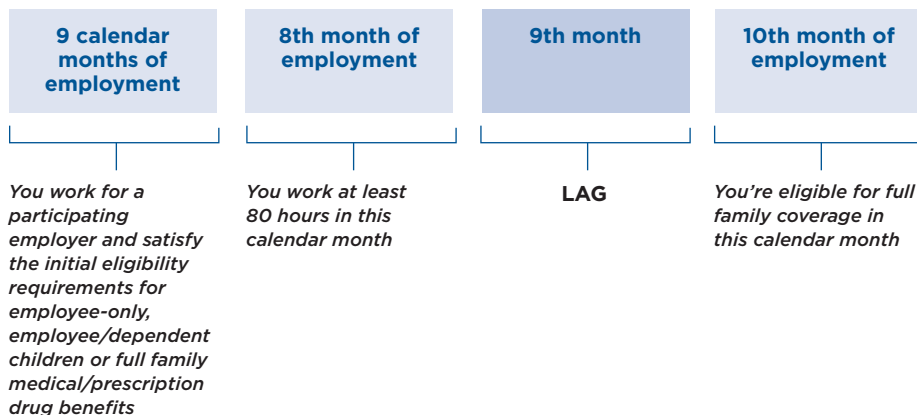 9 calendar
months of
employment
8th month of
employment
9th month
10th month of
employment
You work for a
participating
employer and satisfy
the initial eligibility
requirements for
employee-only,
employee/dependent
children or full family
medical/prescription
drug benefits
You work at least
80 hours in this
calendar month
LAG
You’re eligible for full
family coverage in
this calendar month